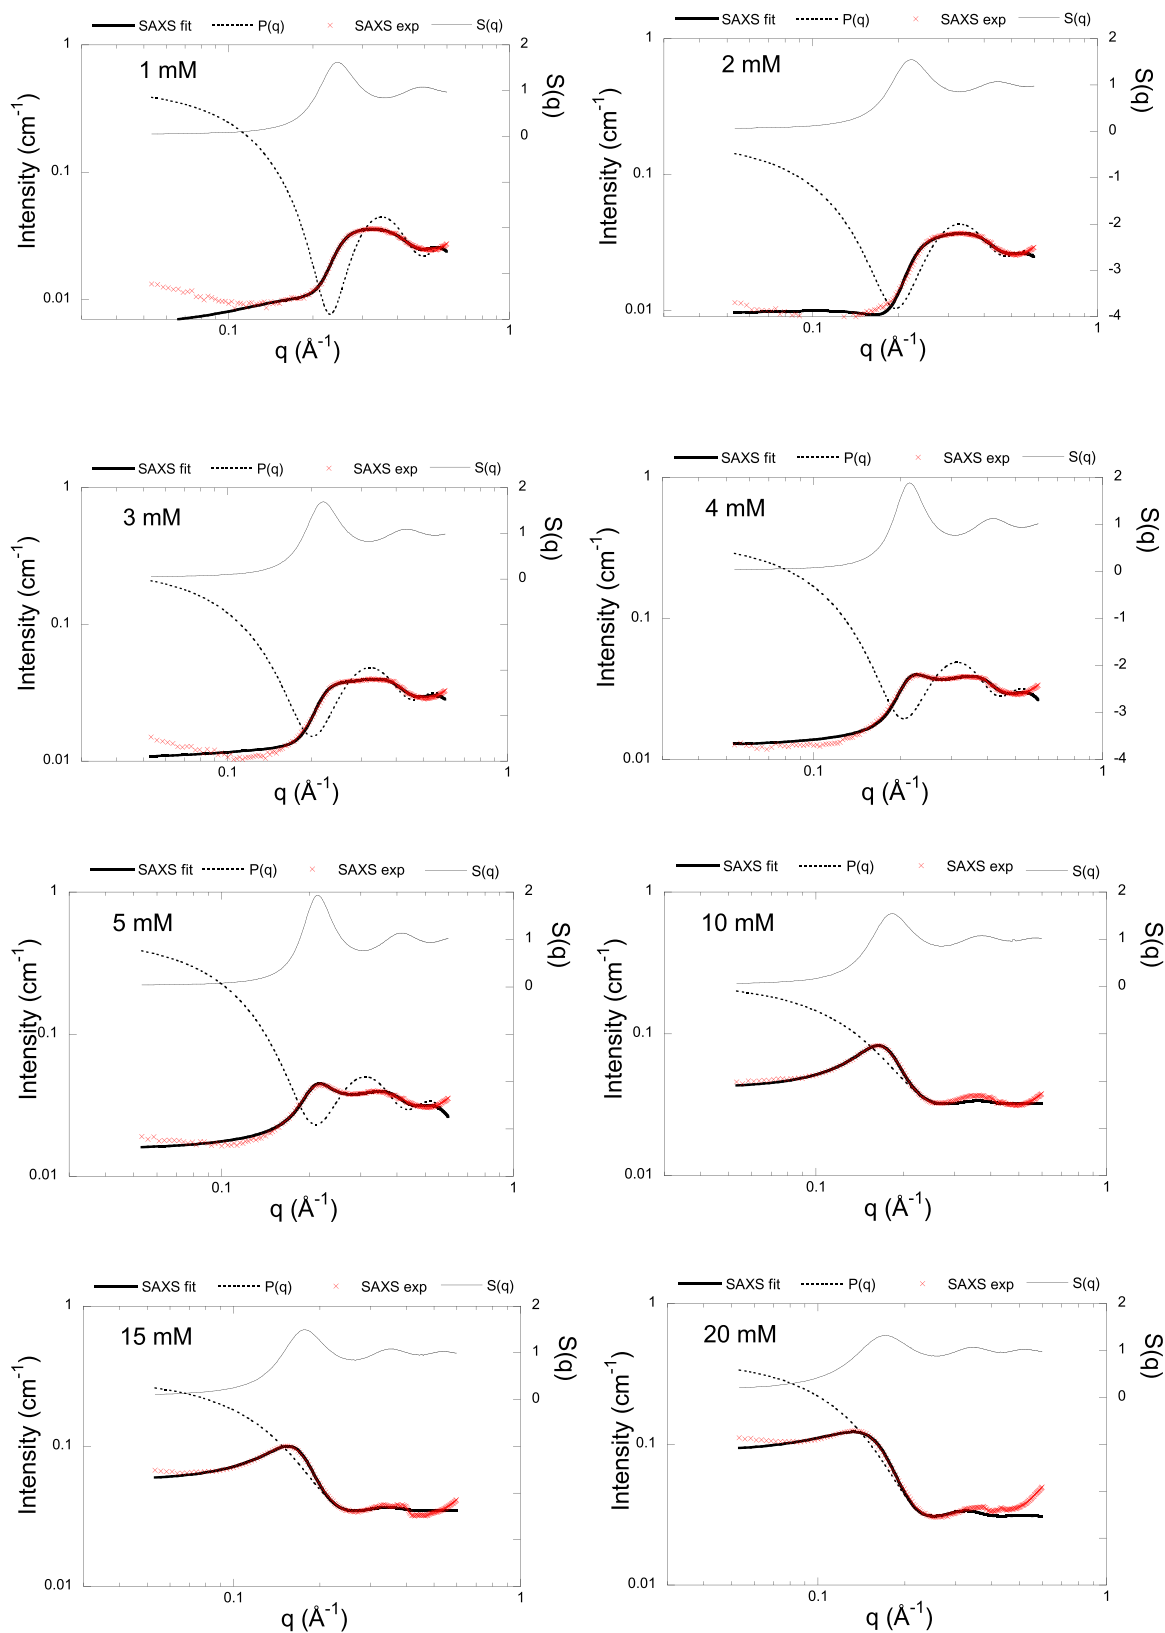 SAXS fit P(q) SAXS exp S(q)
1 mM
Intensity (cm-1)
1
0.1
0.01
2
1
0
S(q)
0.1 1
q (Å-1)
SAXS fit P(q) SAXS exp S(q)
2 mM
Intensity (cm-1)
1
0.1
0.01
2
1
0
-1
-2
-3
-4
S(q)
0.1 1
q (Å-1)
SAXS fit P(q) SAXS exp S(q)
3 mM
Intensity (cm-1)
1
0.1
0.01
2
1
0
S(q)
0.1 1
q (Å-1)
SAXS fit P(q) SAXS exp S(q)
4 mM
Intensity (cm-1)
1
0.1
0.01
2
1
0
-1
-2
-3
-4
S(q)
0.1 1
q (Å-1)
SAXS fit P(q) SAXS exp S(q)
5 mM
Intensity (cm-1)
1
0.1
0.01
2
1
0
S(q)
0.1 1
q (Å-1)
SAXS fit P(q) SAXS exp S(q)
10 mM
Intensity (cm-1)
1
0.1
0.01
2
1
0
S(q)
0.1 1
q (Å-1)
SAXS fit P(q) SAXS exp S(q)
15 mM
Intensity (cm-1)
1
0.1
0.01
2
1
0
S(q)
0.1 1
q (Å-1)
SAXS fit P(q) SAXS exp S(q)
20 mM
Intensity (cm-1)
1
0.1
0.01
2
1
0
S(q)
0.1 1
q (Å-1)